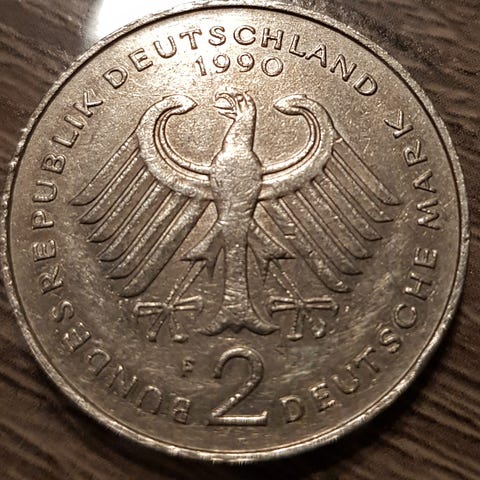 BUNDESREPUBLIK DEUTSCHLAND
1990
F
2
DEUTSCHE MARK